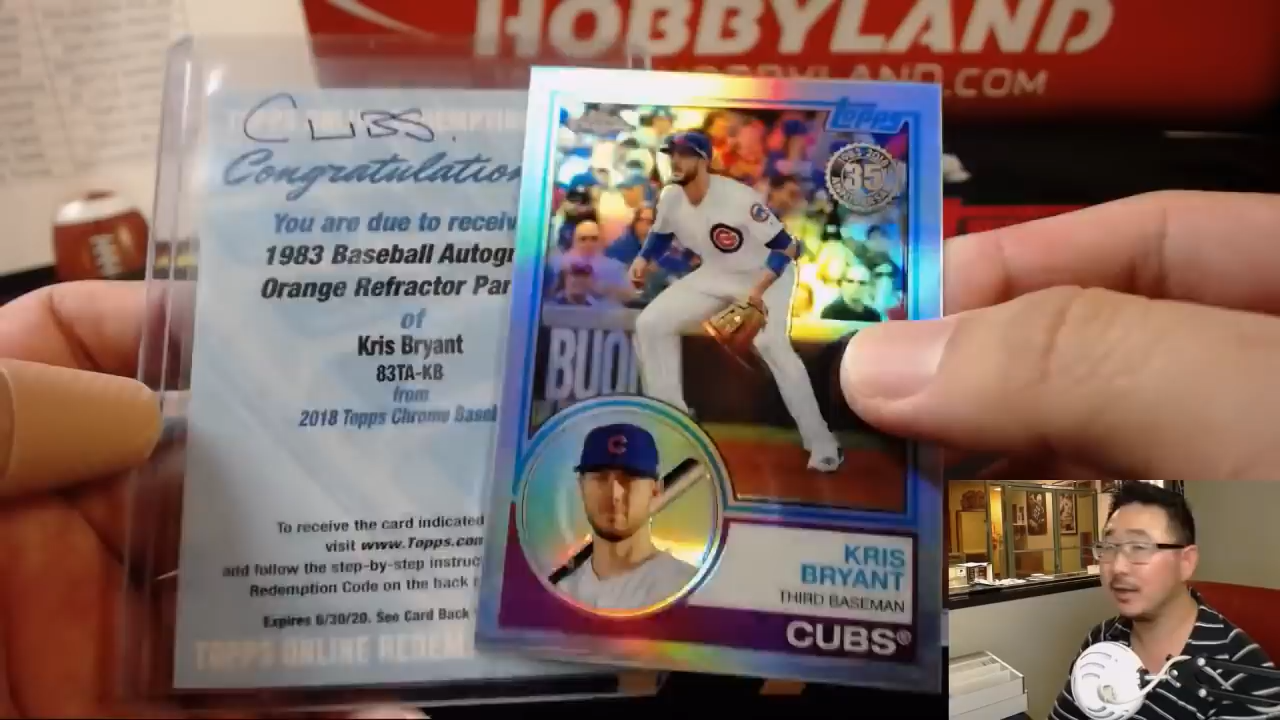 HOBBYLAND
HOBBYLAND.COM
CUBS.
Congratulation
You are due to receiv
1983 Baseball Autogr
Orange Refractor Par
of
Kris Bryant
83TA-KB
from
2018 Topps Chrome Basel
To receive the card indicated
visit www.Topps.com
and follow the step-by-step instruc
Redemption Code on the back
Expires 6/30/20. See Card Back
TOPPS ONLINE REDEM
topps
35
C
BUON
C
KRIS
BRYANT
THIRD BASEMAN
CUBS®